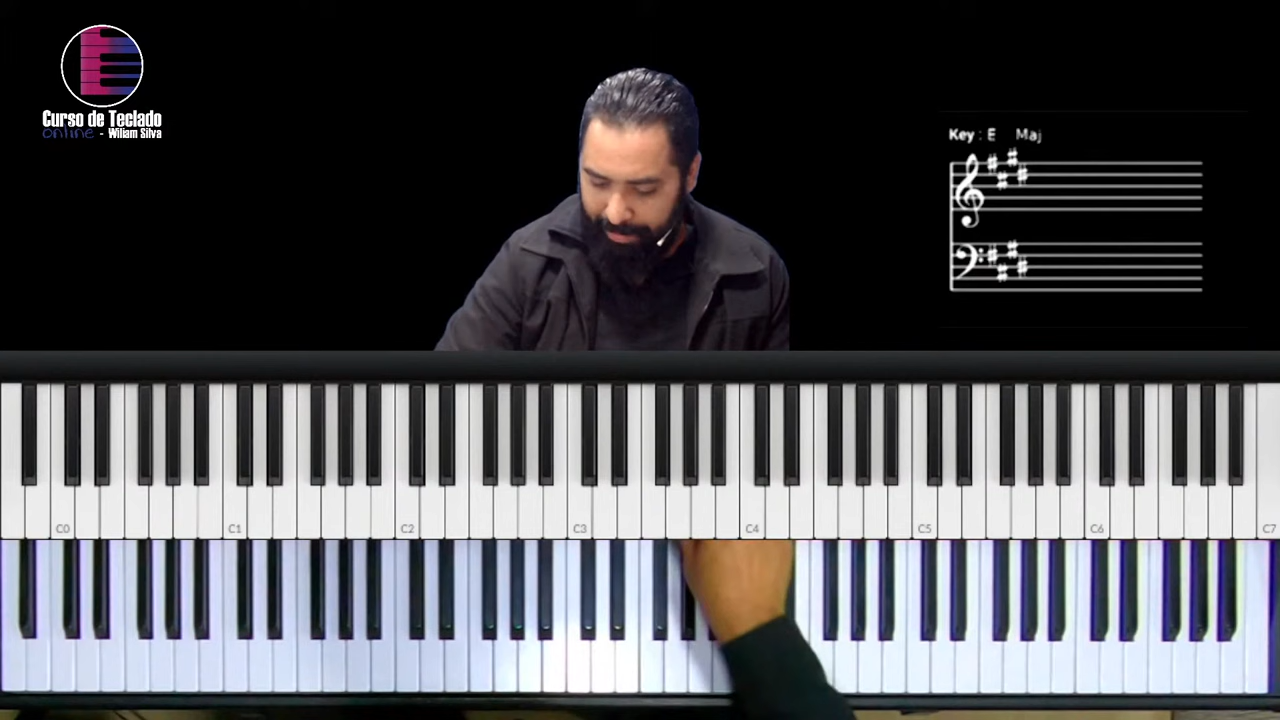 Curso de Teclado
online - Wiliam Silva
Key : E Maj
C0 C1 C2 C3 C4 C5 C6 C7